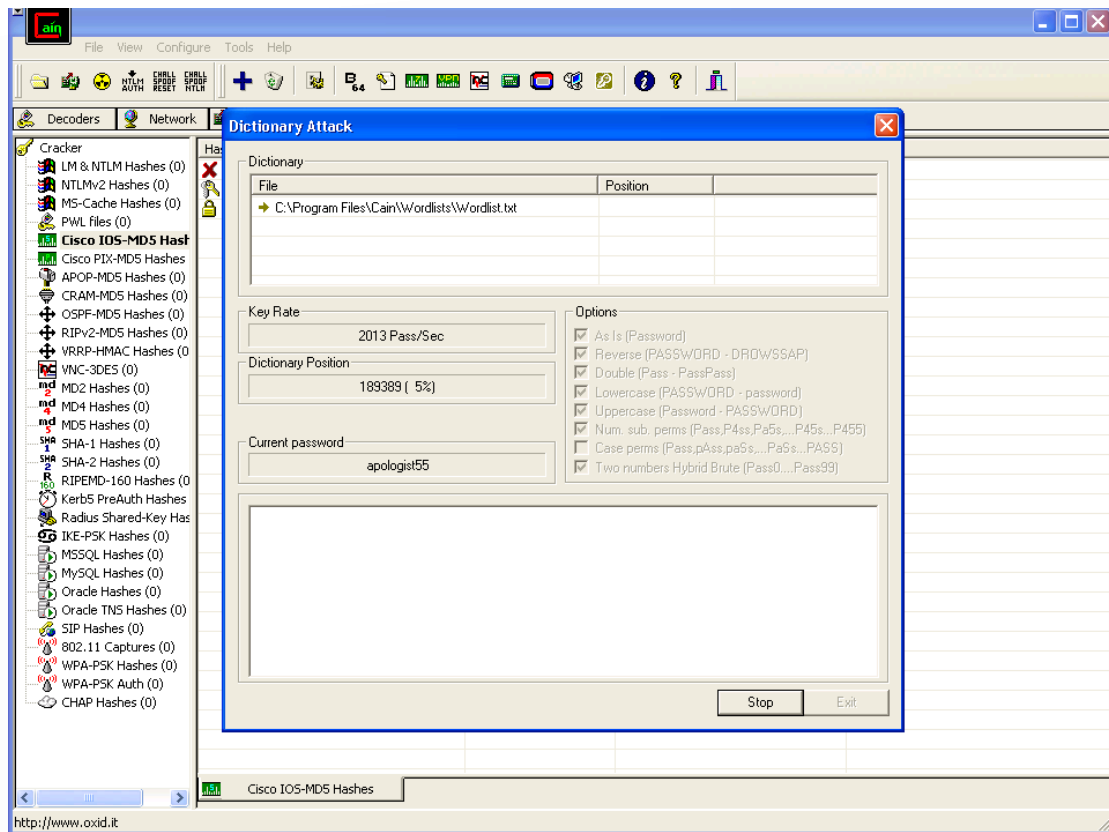 Cain
File View Configure Tools Help
NTLM AUTH CHALL SPOOF RESET CHALL SPOOF NTLM B64
Decoders Network
Dictionary Attack
Cracker
LM & NTLM Hashes (0)
NTLMv2 Hashes (0)
MS-Cache Hashes (0)
PWL files (0)
Cisco IOS-MD5 Hash
Cisco PIX-MD5 Hashes
APOP-MD5 Hashes (0)
CRAM-MD5 Hashes (0)
OSPF-MD5 Hashes (0)
RIPv2-MD5 Hashes (0)
VRRP-HMAC Hashes (0
VNC-3DES (0)
MD2 Hashes (0)
MD4 Hashes (0)
MD5 Hashes (0)
SHA-1 Hashes (0)
SHA-2 Hashes (0)
RIPEMD-160 Hashes (0
Kerb5 PreAuth Hashes
Radius Shared-Key Has
IKE-PSK Hashes (0)
MSSQL Hashes (0)
MySQL Hashes (0)
Oracle Hashes (0)
Oracle TNS Hashes (0)
SIP Hashes (0)
802.11 Captures (0)
WPA-PSK Hashes (0)
WPA-PSK Auth (0)
CHAP Hashes (0)
Dictionary
File Position
C:\Program Files\Cain\Wordlists\Wordlist.txt
Key Rate
2013 Pass/Sec
Dictionary Position
189389 ( 5%)
Current password
apologist55
Options
As Is (Password)
Reverse (PASSWORD - DROWSSAP)
Double (Pass - PassPass)
Lowercase (PASSWORD - password)
Uppercase (Password - PASSWORD)
Num. sub. perms (Pass,P4ss,Pa5s,...P45s...P455)
Case perms (Pass,pAss,paSs,...PaSs...PASS)
Two numbers Hybrid Brute (Pass0....Pass99)
Stop Exit
Cisco IOS-MD5 Hashes
http://www.oxid.it